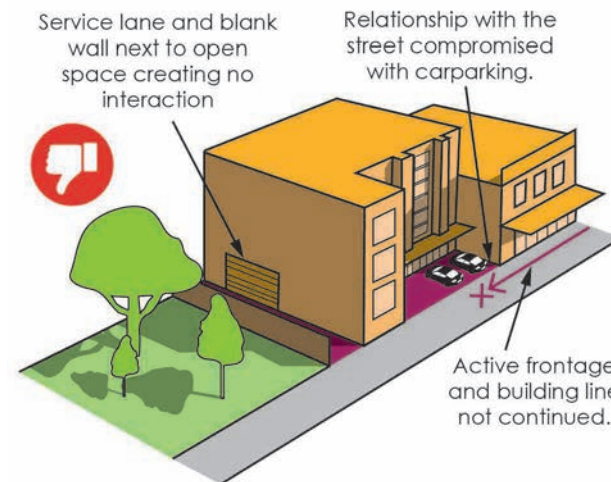 Service lane and blank
wall next to open
space creating no
interaction
Relationship with the
street compromised
with carparking.
Active frontage
and building line
not continued.